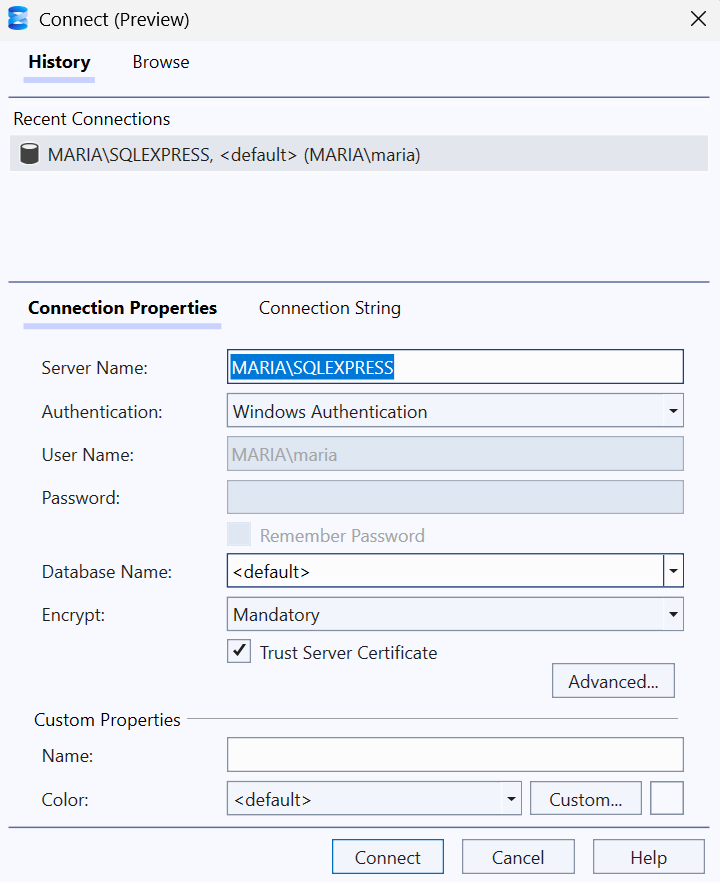 Connect (Preview)
History Browse
Recent Connections
MARIA\SQLEXPRESS, <default> (MARIA\maria)
Connection Properties Connection String
Server Name: MARIA\SQLEXPRESS
Authentication: Windows Authentication
User Name: MARIA\maria
Password:
Remember Password
Database Name: <default>
Encrypt: Mandatory
Trust Server Certificate
Advanced...
Custom Properties
Name:
Color: <default> Custom...
Connect Cancel Help